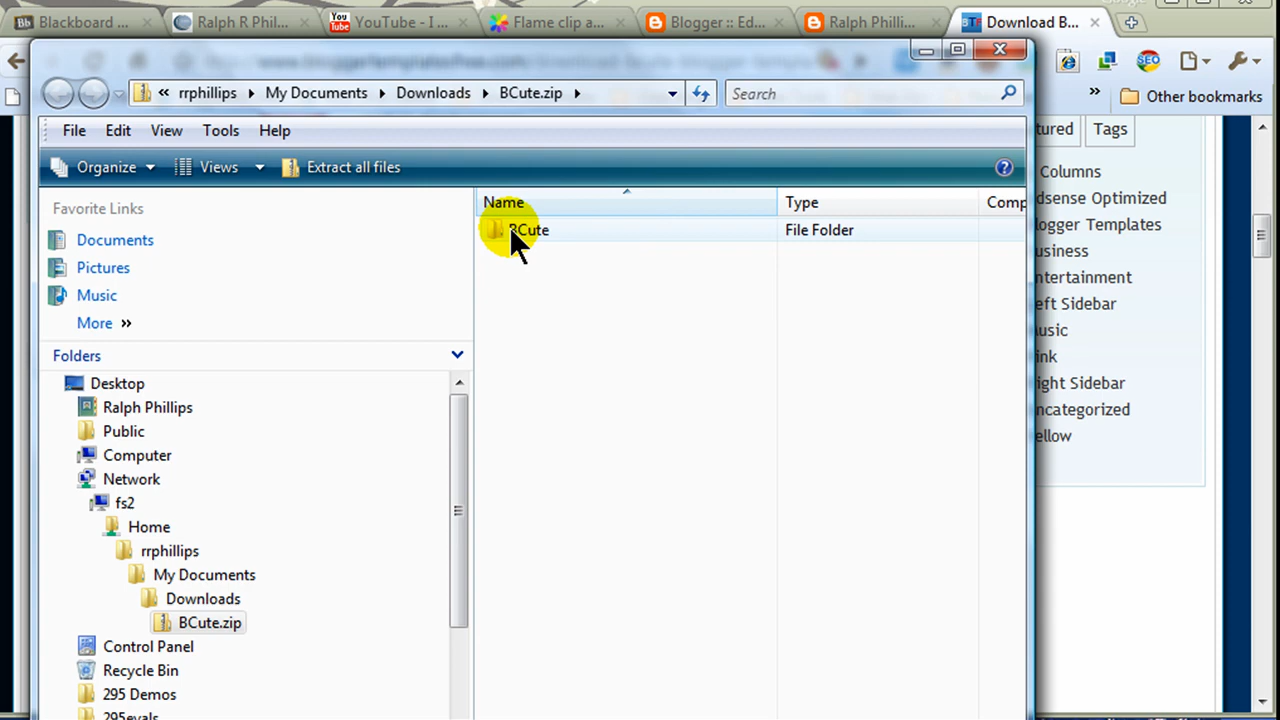 Blackboard
Ralph R Phil...
YouTube - I ...
Flame clip a...
Blogger :: Ed...
Ralph Philli...
Download B...
rrphillips
My Documents
Downloads
BCute.zip
Search
Other bookmarks
File Edit View Tools Help
tured Tags
Organize
Views
Extract all files
Columns
Favorite Links
Name
Type
Comp
dsense Optimized
logger Templates
BCute
File Folder
Documents
usiness
Pictures
ntertainment
Music
eft Sidebar
More
usic
Folders
ink
Desktop
ight Sidebar
Ralph Phillips
ncategorized
Public
ellow
Computer
Network
fs2
Home
rrphillips
My Documents
Downloads
BCute.zip
Control Panel
Recycle Bin
295 Demos
295evals